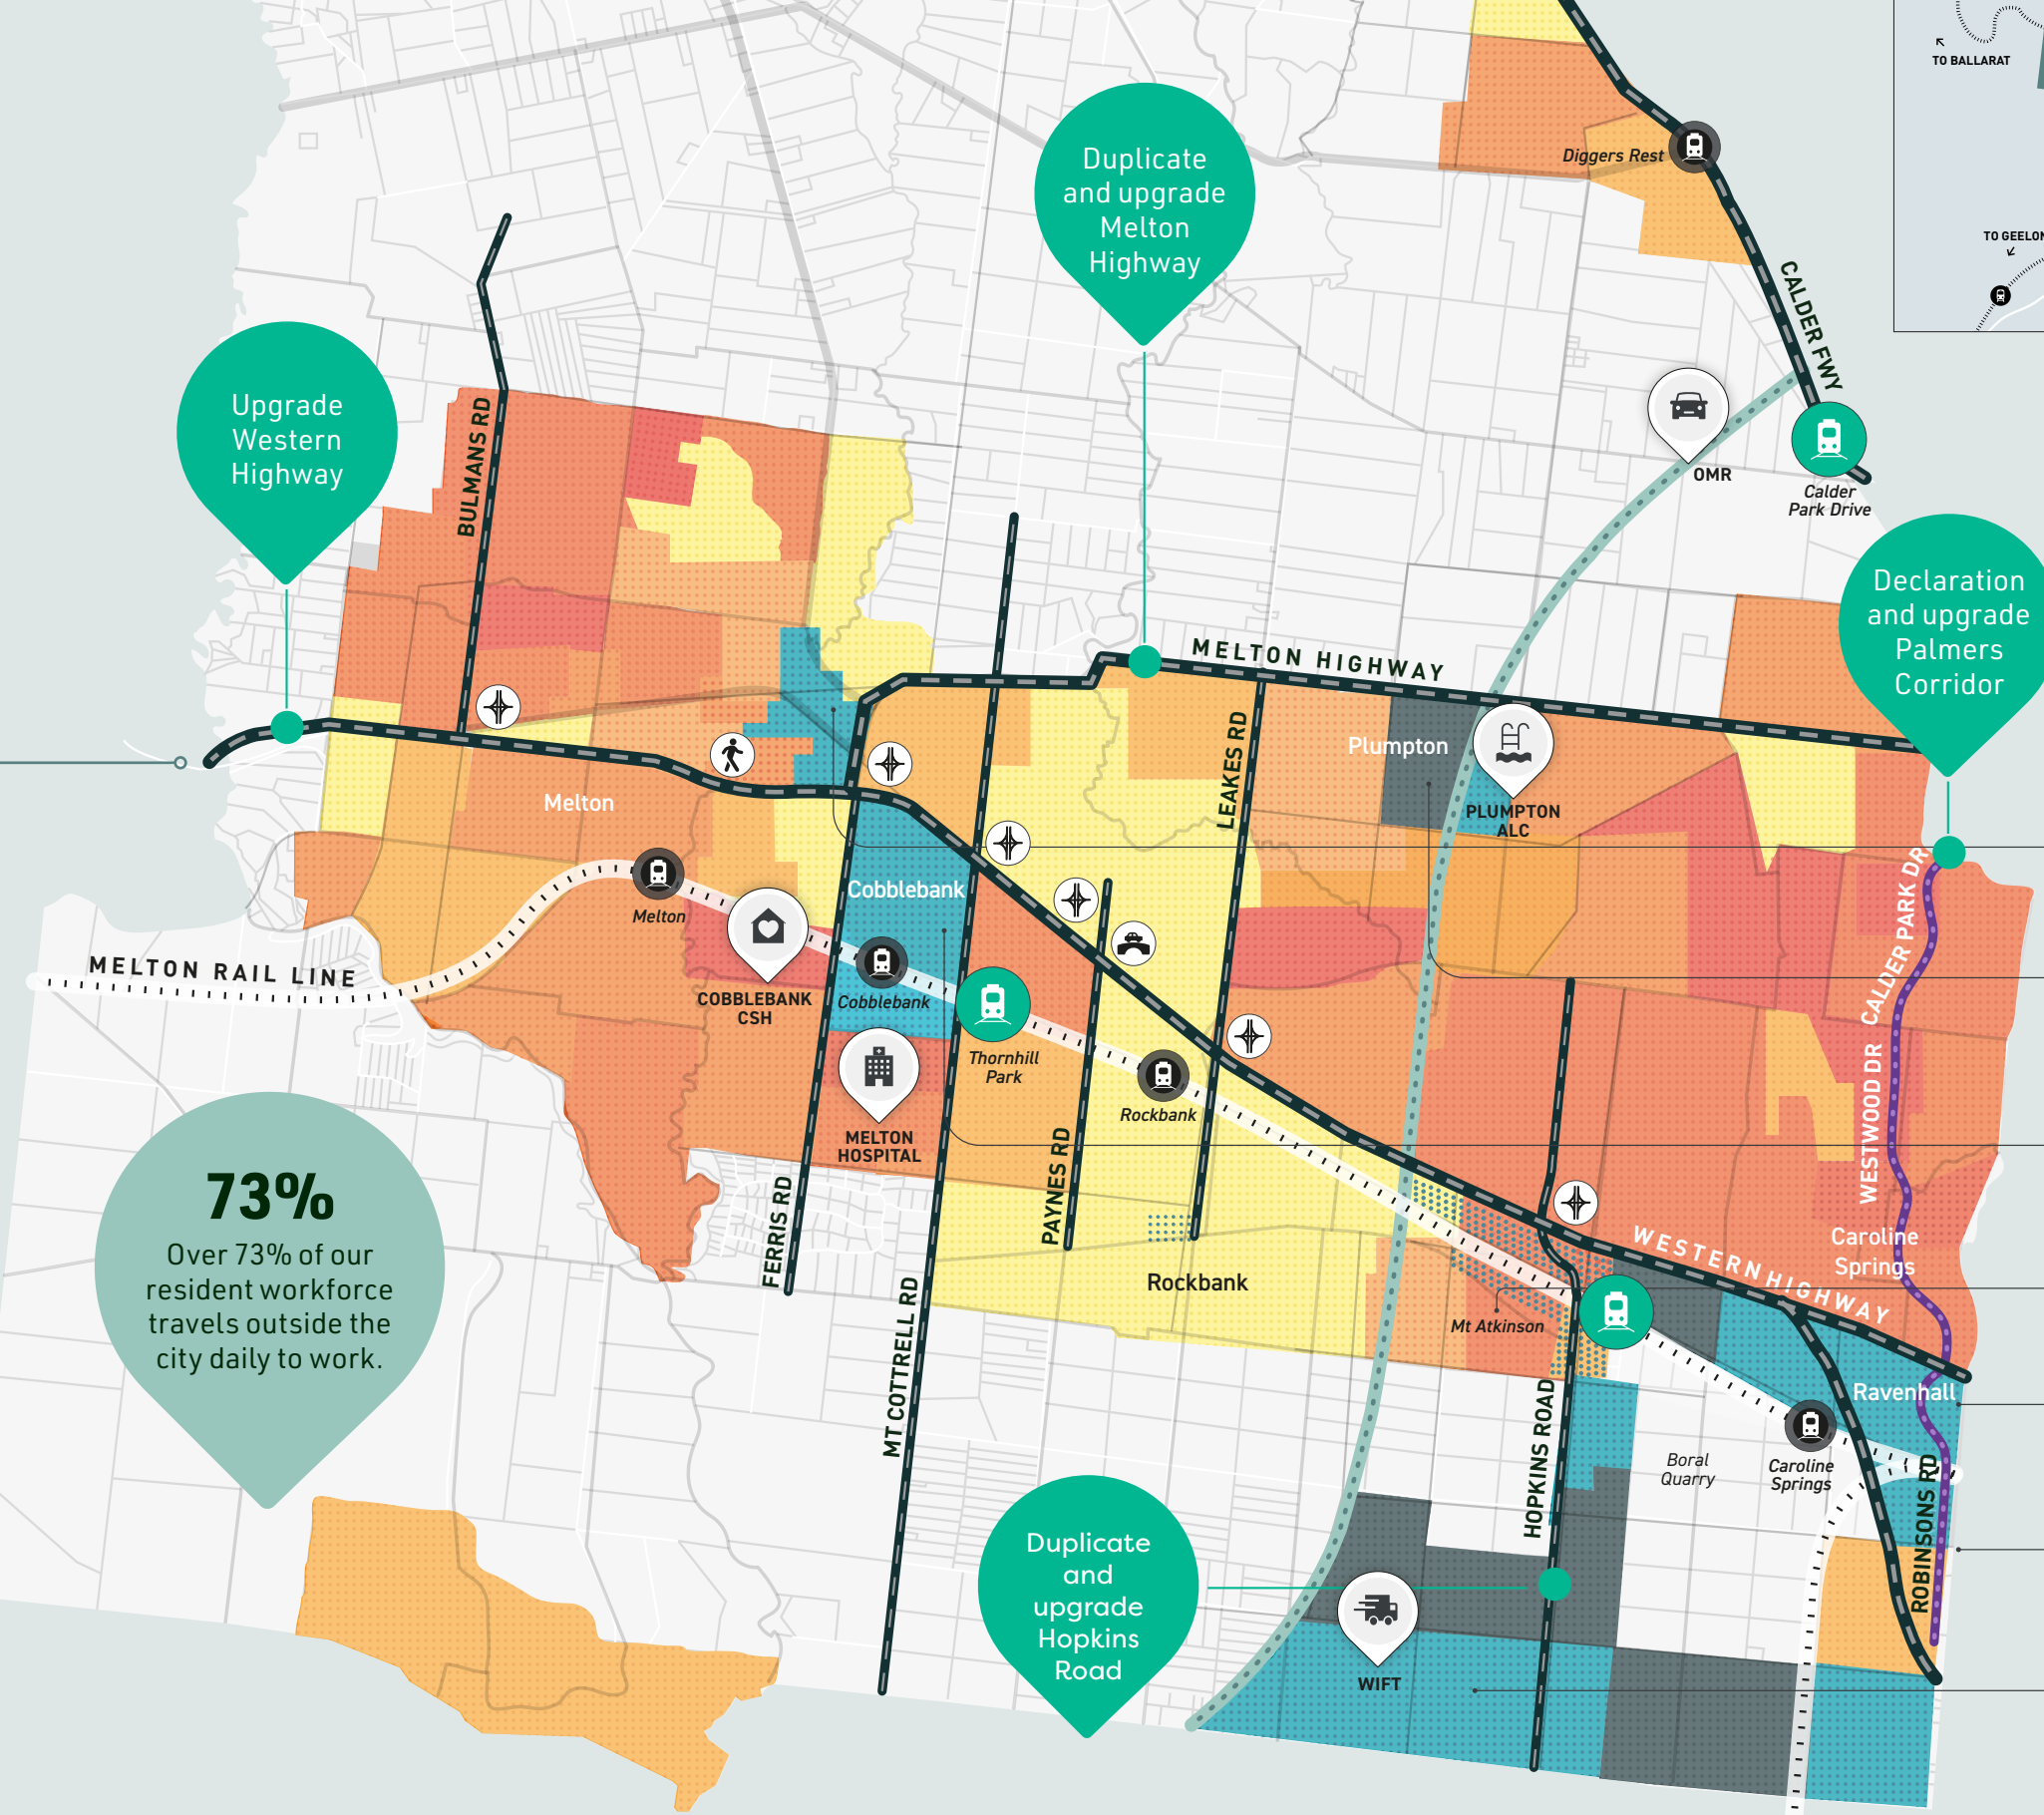 TO BALLARAT
TO GEELON
Duplicate
and upgrade
Melton
Highway
Diggers Rest
CALDER FWY
Upgrade
Western
Highway
BULMANS RD
OMR
Calder
Park Drive
Declaration
and upgrade
Palmers
Corridor
MELTON HIGHWAY
LEAKES RD
Plumpton
PLUMPTON
ALC
Melton
Cobblebank
Melton
MELTON RAIL LINE
COBBLEBANK
CSH
Cobblebank
Thornhill
Park
Rockbank
MELTON
HOSPITAL
CALDER PARK DR
WESTWOOD DR
73%
Over 73% of our
resident workforce
travels outside the
city daily to work.
FERRIS RD
PAYNES RD
MT COTTRELL RD
Rockbank
Mt Atkinson
WESTERN HIGHWAY
Caroline
Springs
Ravenhall
HOPKINS ROAD
Boral
Quarry
Caroline
Springs
ROBINSONS RD
Duplicate
and
upgrade
Hopkins
Road
WIFT